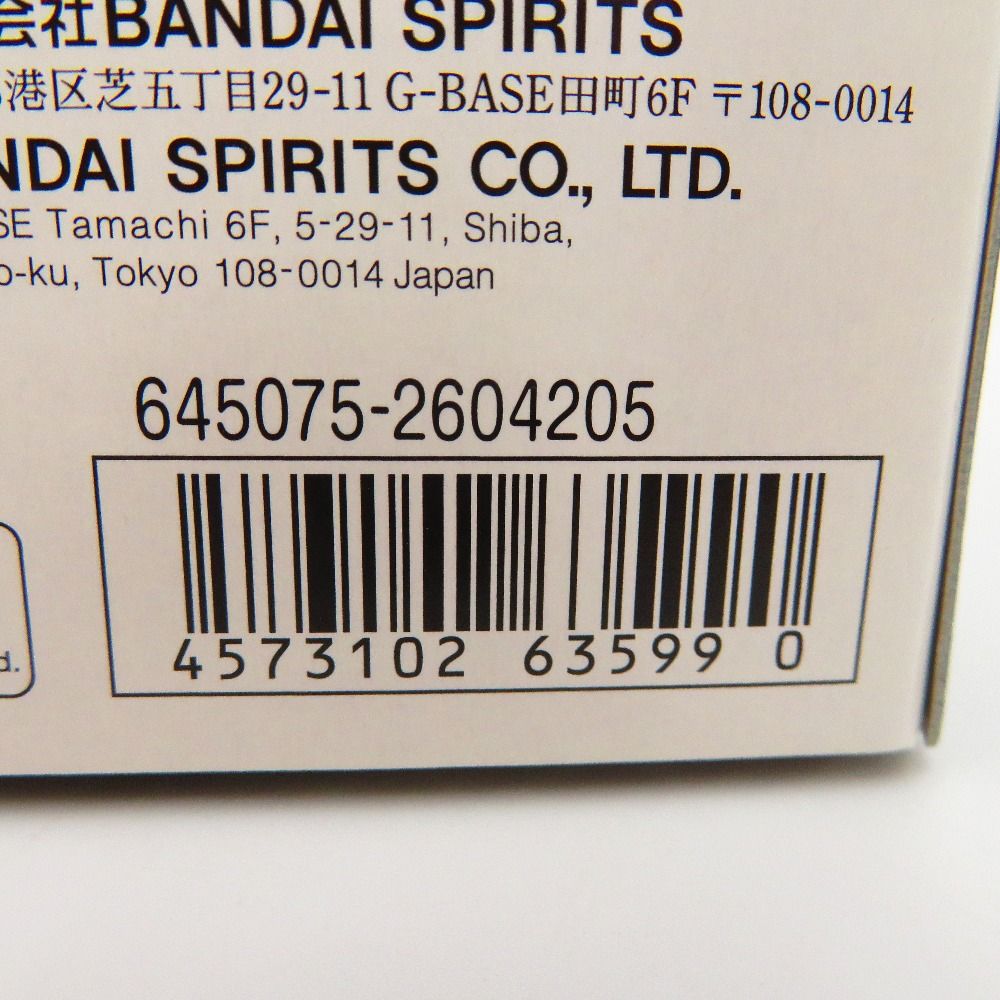 会社BANDAI SPIRITS
港区芝五丁目29-11 G-BASE田町6F 〒108-0014
NDAI SPIRITS CO., LTD.
SE Tamachi 6F, 5-29-11, Shiba,
o-ku, Tokyo 108-0014 Japan
645075-2604205
4573102 63599 0
d.